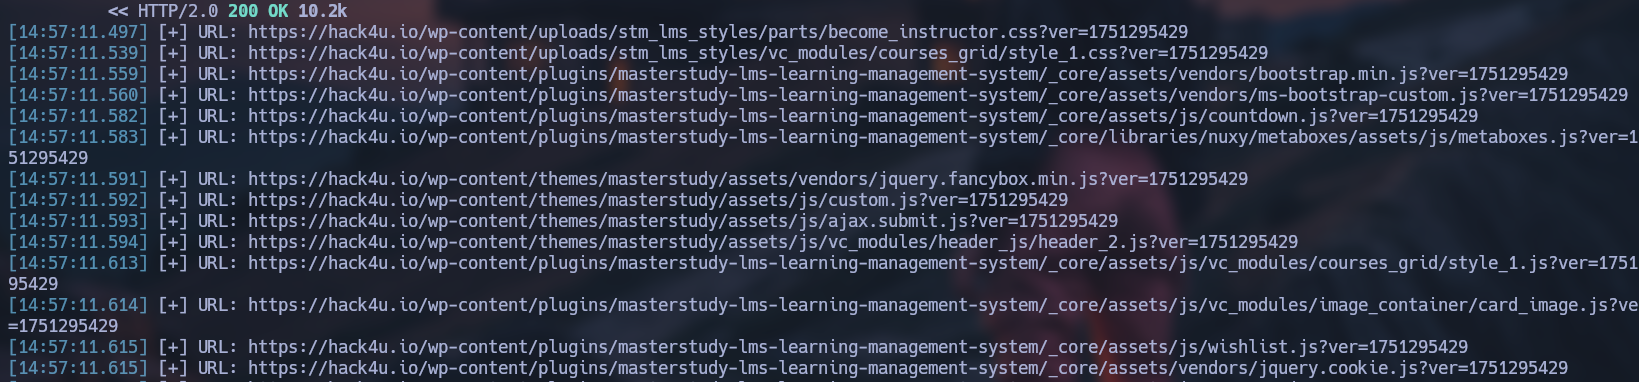 << HTTP/2.0 200 OK 10.2k
[14:57:11.497] [+] URL: https://hack4u.io/wp-content/uploads/stm_lms_styles/parts/become_instructor.css?ver=1751295429
[14:57:11.539] [+] URL: https://hack4u.io/wp-content/uploads/stm_lms_styles/vc_modules/courses_grid/style_1.css?ver=1751295429
[14:57:11.559] [+] URL: https://hack4u.io/wp-content/plugins/masterstudy-lms-learning-management-system/_core/assets/vendors/bootstrap.min.js?ver=1751295429
[14:57:11.560] [+] URL: https://hack4u.io/wp-content/plugins/masterstudy-lms-learning-management-system/_core/assets/vendors/ms-bootstrap-custom.js?ver=1751295429
[14:57:11.582] [+] URL: https://hack4u.io/wp-content/plugins/masterstudy-lms-learning-management-system/_core/assets/js/countdown.js?ver=1751295429
[14:57:11.583] [+] URL: https://hack4u.io/wp-content/plugins/masterstudy-lms-learning-management-system/_core/libraries/nuxy/metaboxes/assets/js/metaboxes.js?ver=1
51295429
[14:57:11.591] [+] URL: https://hack4u.io/wp-content/themes/masterstudy/assets/vendors/jquery.fancybox.min.js?ver=1751295429
[14:57:11.592] [+] URL: https://hack4u.io/wp-content/themes/masterstudy/assets/js/custom.js?ver=1751295429
[14:57:11.593] [+] URL: https://hack4u.io/wp-content/themes/masterstudy/assets/js/ajax.submit.js?ver=1751295429
[14:57:11.594] [+] URL: https://hack4u.io/wp-content/themes/masterstudy/assets/js/vc_modules/header_js/header_2.js?ver=1751295429
[14:57:11.613] [+] URL: https://hack4u.io/wp-content/plugins/masterstudy-lms-learning-management-system/_core/assets/js/vc_modules/courses_grid/style_1.js?ver=1751
95429
[14:57:11.614] [+] URL: https://hack4u.io/wp-content/plugins/masterstudy-lms-learning-management-system/_core/assets/js/vc_modules/image_container/card_image.js?ve
=1751295429
[14:57:11.615] [+] URL: https://hack4u.io/wp-content/plugins/masterstudy-lms-learning-management-system/_core/assets/js/wishlist.js?ver=1751295429
[14:57:11.615] [+] URL: https://hack4u.io/wp-content/plugins/masterstudy-lms-learning-management-system/_core/assets/vendors/jquery.cookie.js?ver=1751295429